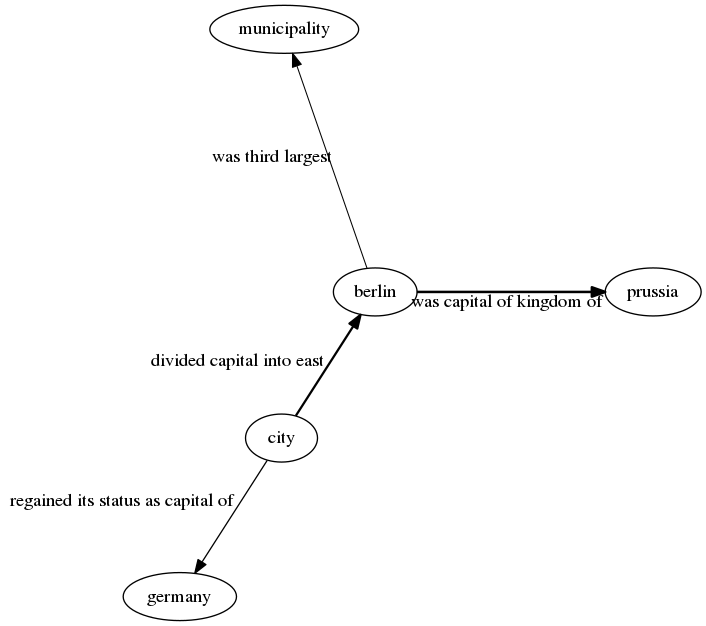 municipality
was third largest
berlin
was capital of kingdom of
prussia
divided capital into east
city
regained its status as capital of
germany